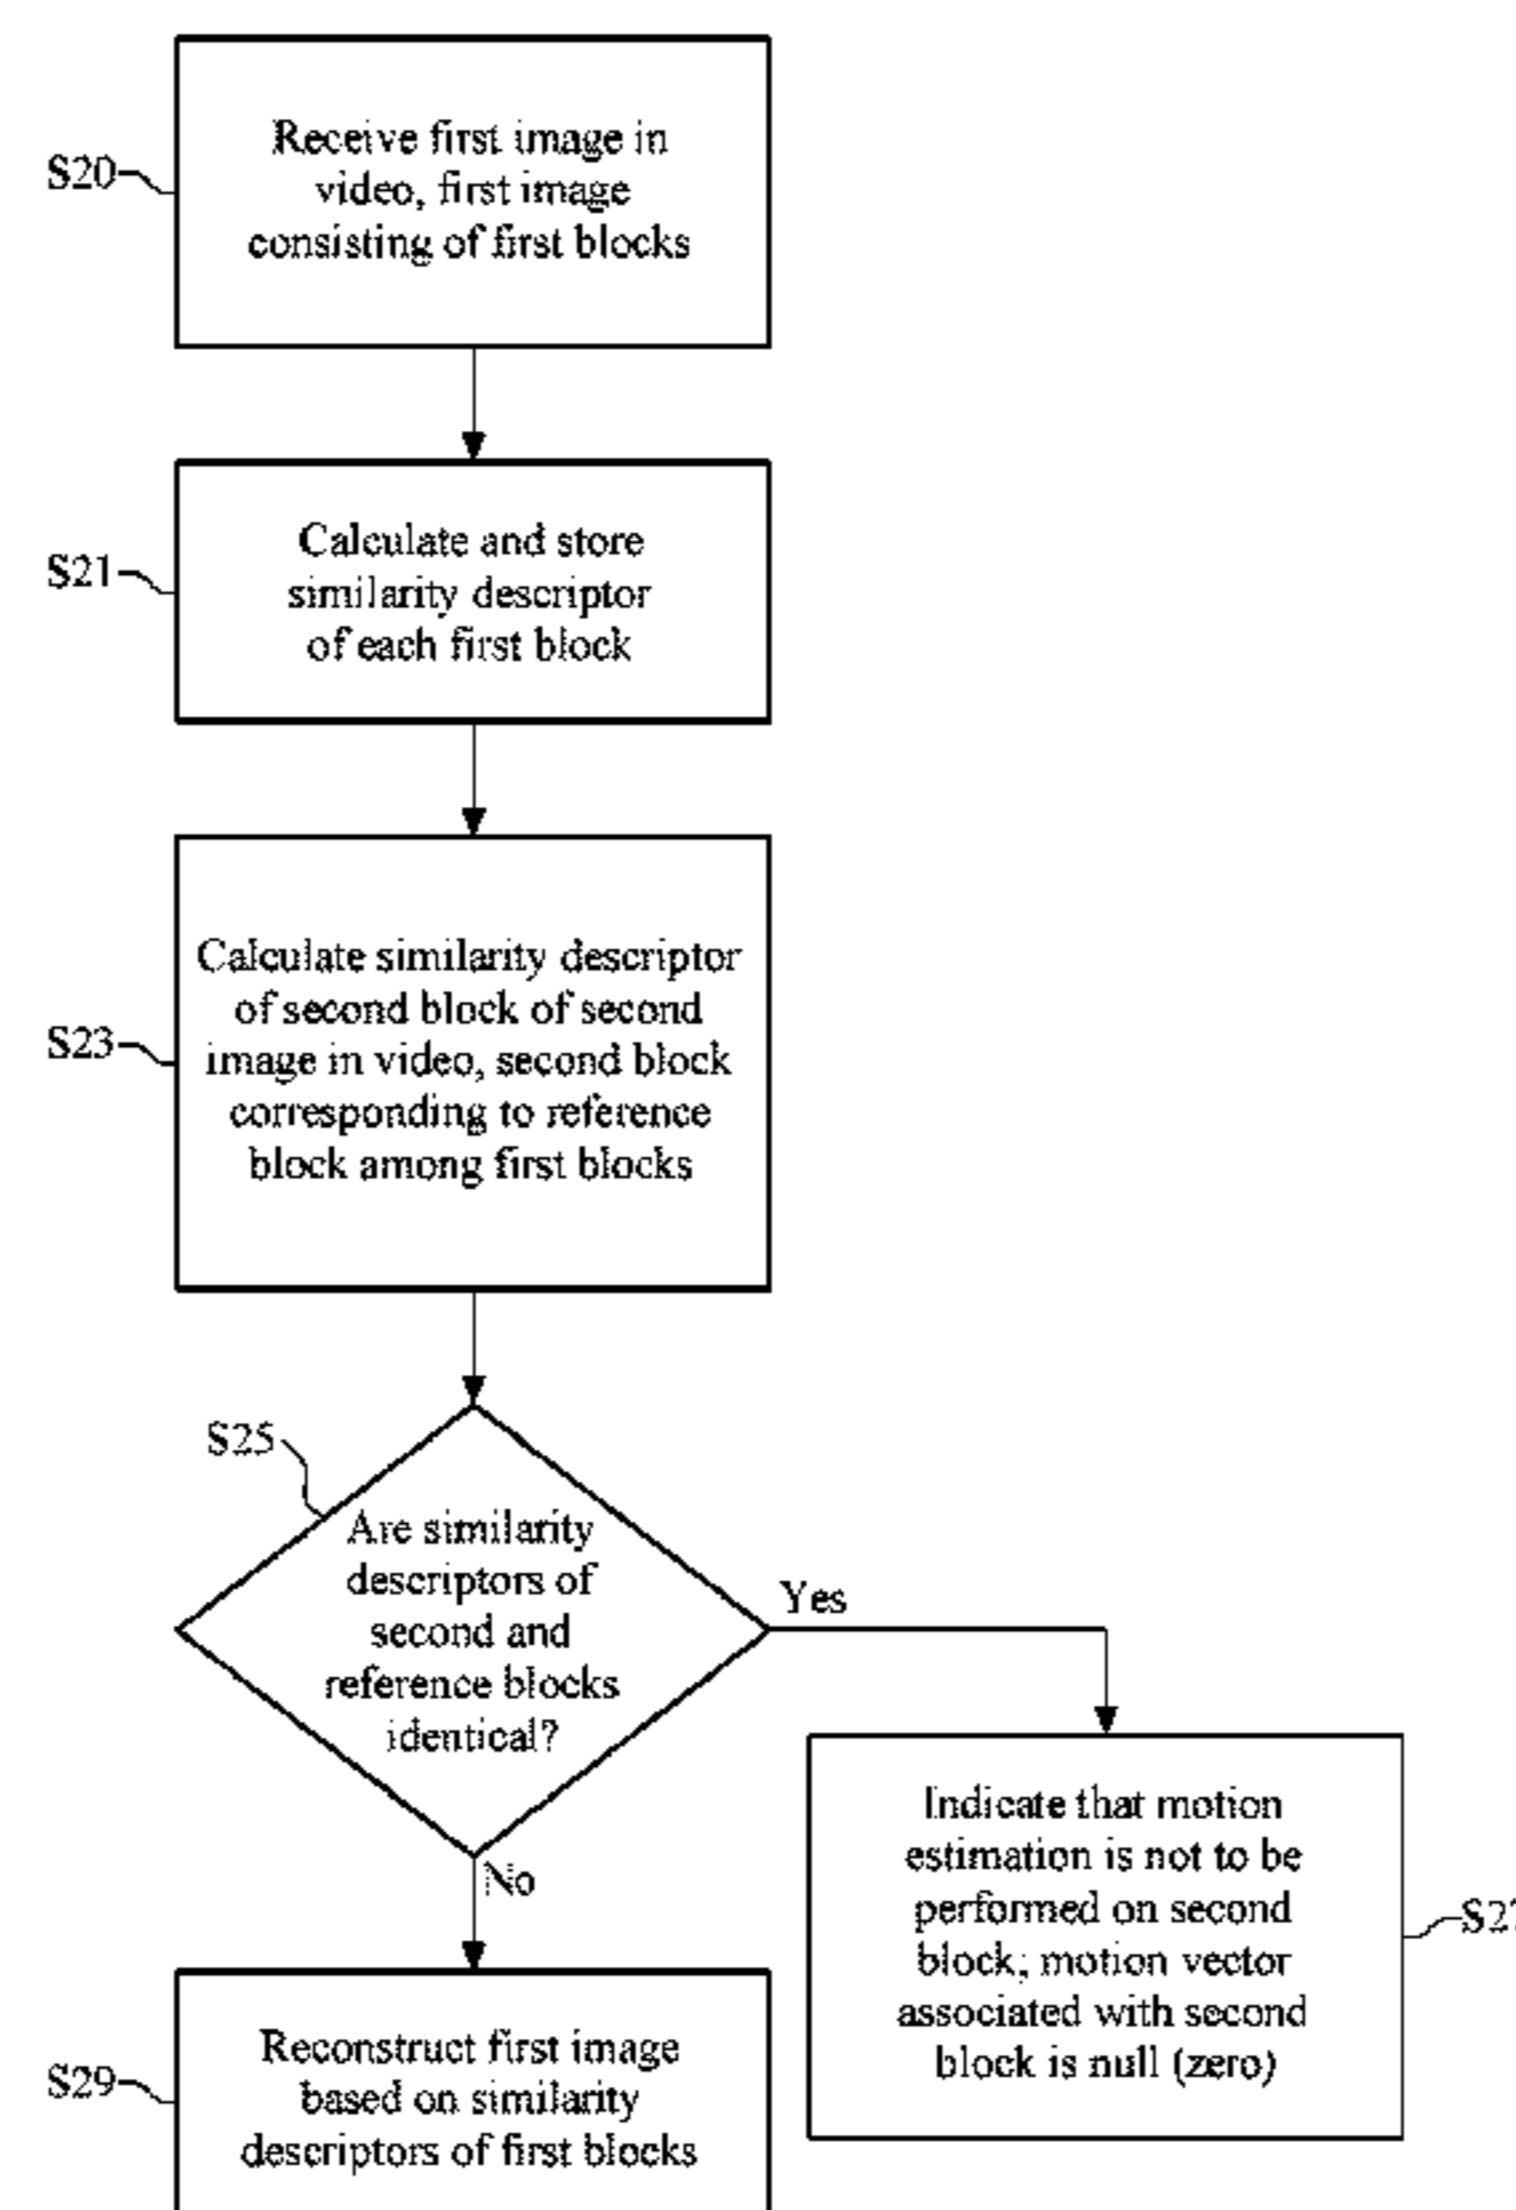 S20
Receive first image in
video, first image
consisting of first blocks
S21
Calculate and store
similarity descriptor
of each first block
S23
Calculate similarity descriptor
of second block of second
image in video, second block
corresponding to reference
block among first blocks
S25
Are similarity
descriptors of
second and
reference blocks
identical?
Yes
No
Indicate that motion
estimation is not to be
performed on second
block; motion vector
associated with second
block is null (zero)
S29
Reconstruct first image
based on similarity
descriptors of first blocks